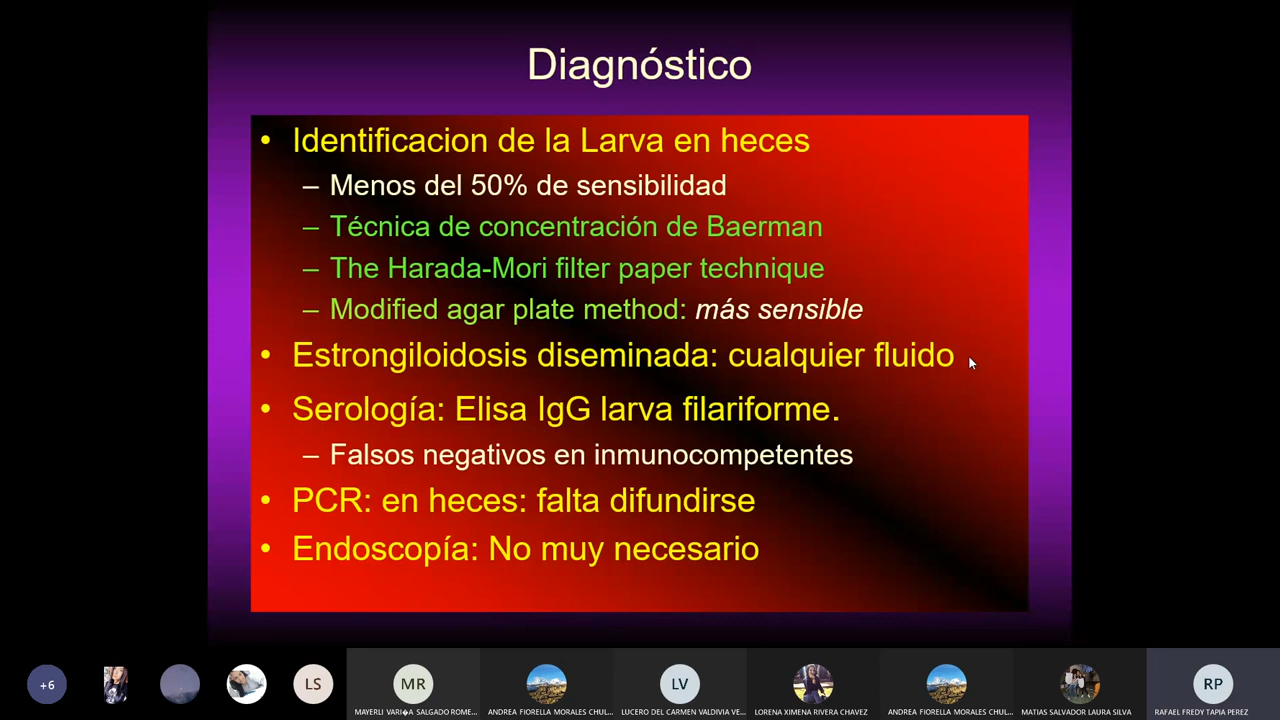 Diagnóstico
• Identificacion de la Larva en heces
– Menos del 50% de sensibilidad
– Técnica de concentración de Baerman
– The Harada-Mori filter paper technique
– Modified agar plate method: más sensible
• Estrongiloidosis diseminada: cualquier fluido
• Serología: Elisa IgG larva filariforme.
– Falsos negativos en inmunocompetentes
• PCR: en heces: falta difundirse
• Endoscopía: No muy necesario
+6
LS
MR
LV
RP
MAYERLI VARI�A SALGADO ROME...
ANDREA FIORELLA MORALES CHUL...
LUCERO DEL CARMEN VALDIVIA VE...
LORENA XIMENA RIVERA CHAVEZ
ANDREA FIORELLA MORALES CHUL...
MATIAS SALVADOR LAURA SILVA
RAFAEL FREDY TAPIA PEREZ